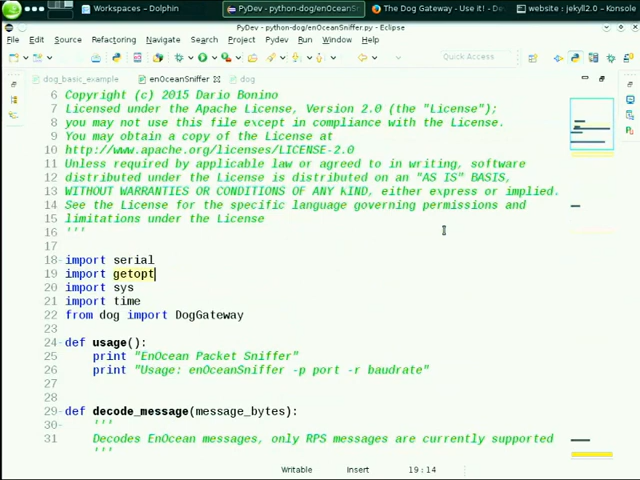 Workspaces – Dolphin
PyDev - python-dog/enOceanS
The Dog Gateway - Use it! -
website : jekyll2.0 – Konsole
PyDev - python-dog/enOceanSniffer.py - Eclipse
File Edit Source Refactoring Navigate Search Project Pydev Run Window Help
Quick Access
dog_basic_example enOceanSniffer dog
6 Copyright (c) 2015 Dario Bonino
7 Licensed under the Apache License, Version 2.0 (the "License");
8 you may not use this file except in compliance with the License.
9 You may obtain a copy of the License at
10 http://www.apache.org/licenses/LICENSE-2.0
11 Unless required by applicable law or agreed to in writing, software
12 distributed under the License is distributed on an "AS IS" BASIS,
13 WITHOUT WARRANTIES OR CONDITIONS OF ANY KIND, either express or implied.
14 See the License for the specific language governing permissions and
15 limitations under the License
16 '''
17
18 import serial
19 import getopt
20 import sys
21 import time
22 from dog import DogGateway
23
24 def usage():
25 print "EnOcean Packet Sniffer"
26 print "Usage: enOceanSniffer -p port -r baudrate"
27
28
29 def decode_message(message_bytes):
30 '''
31 Decodes EnOcean messages, only RPS messages are currently supported
'''
Writable Insert 19 : 14